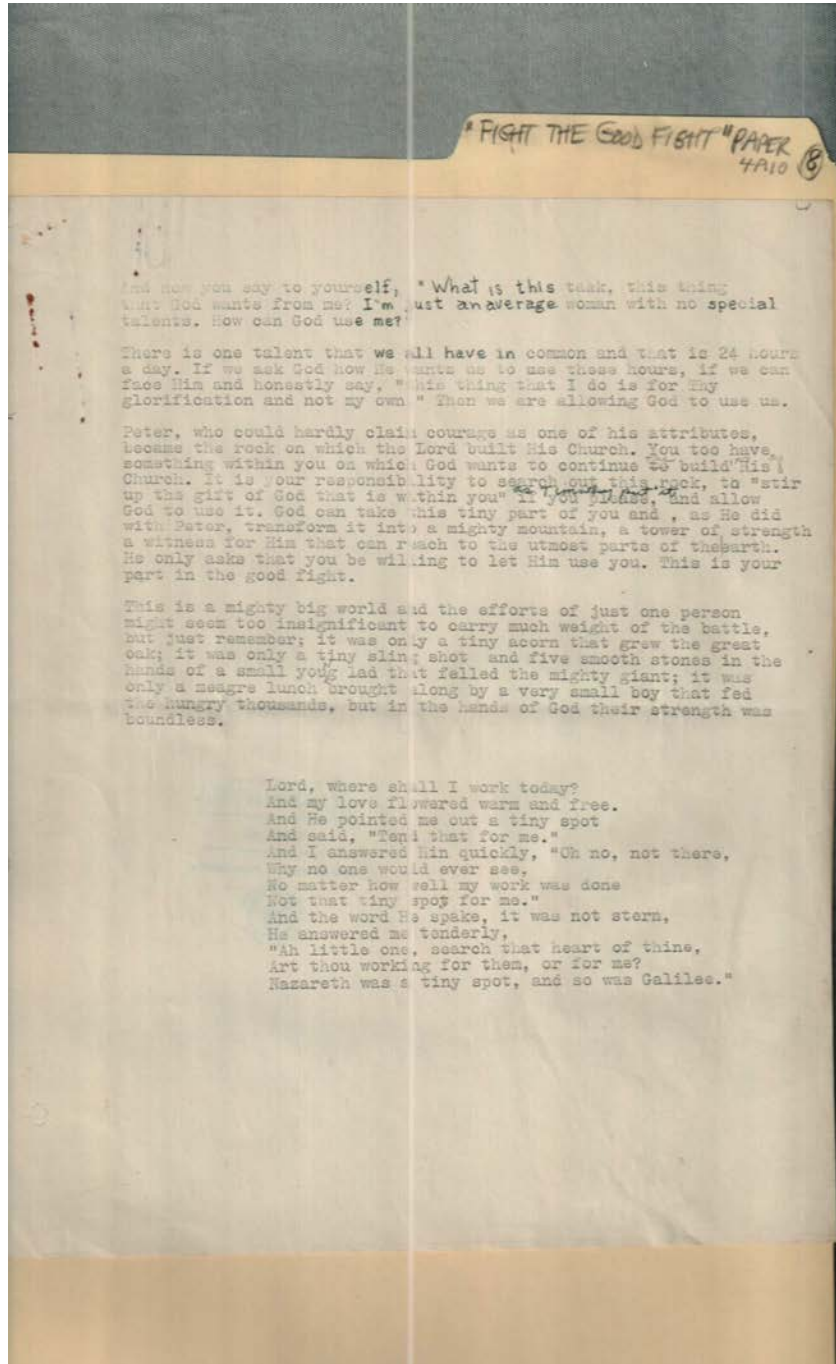 "FIGHT THE GOOD FIGHT" PAPER
4A10 8
And now you say to yourself, "What is this task, this thing
that God wants from me? I'm just an average woman with no special
talents. How can God use me?
There is one talent that we all have in common and that is 24 hours
a day. If we ask God how He wants us to use these hours, if we can
face Him and honestly say, "This thing that I do is for Thy
glorification and not my own " Then we are allowing God to use us.
Peter, who could hardly claim courage as one of his attributes,
became the rock on which the Lord built His Church. You too have
something within you on which God wants to continue to build His
Church. It is your responsibility to search out this rock, to "stir
up the gift of God that is within you" as Timothy put it and allow
God to use it. God can take this tiny part of you and , as He did
with Peter, transform it into a mighty mountain, a tower of strength
a witness for Him that can reach to the utmost parts of theearth.
He only asks that you be willing to let Him use you. This is your
part in the good fight.
This is a mighty big world and the efforts of just one person
might seem too insignificant to carry much weight of the battle,
but just remember; it was only a tiny acorn that grew the great
oak; it was only a tiny sling shot and five smooth stones in the
hands of a small young lad that felled the mighty giant; it was
only a meagre lunch brought along by a very small boy that fed
the hungry thousands, but in the hands of God their strength was
boundless.
Lord, where shall I work today?
And my love flowered warm and free.
And He pointed me out a tiny spot
And said, "Tend that for me."
And I answered Him quickly, "Oh no, not there,
Why no one would ever see,
No matter how well my work was done
Not that tiny spot for me."
And the word He spake, it was not stern,
He answered me tenderly,
"Ah little one, search that heart of thine,
Art thou working for them, or for me?
Nazareth was a tiny spot, and so was Galilee."